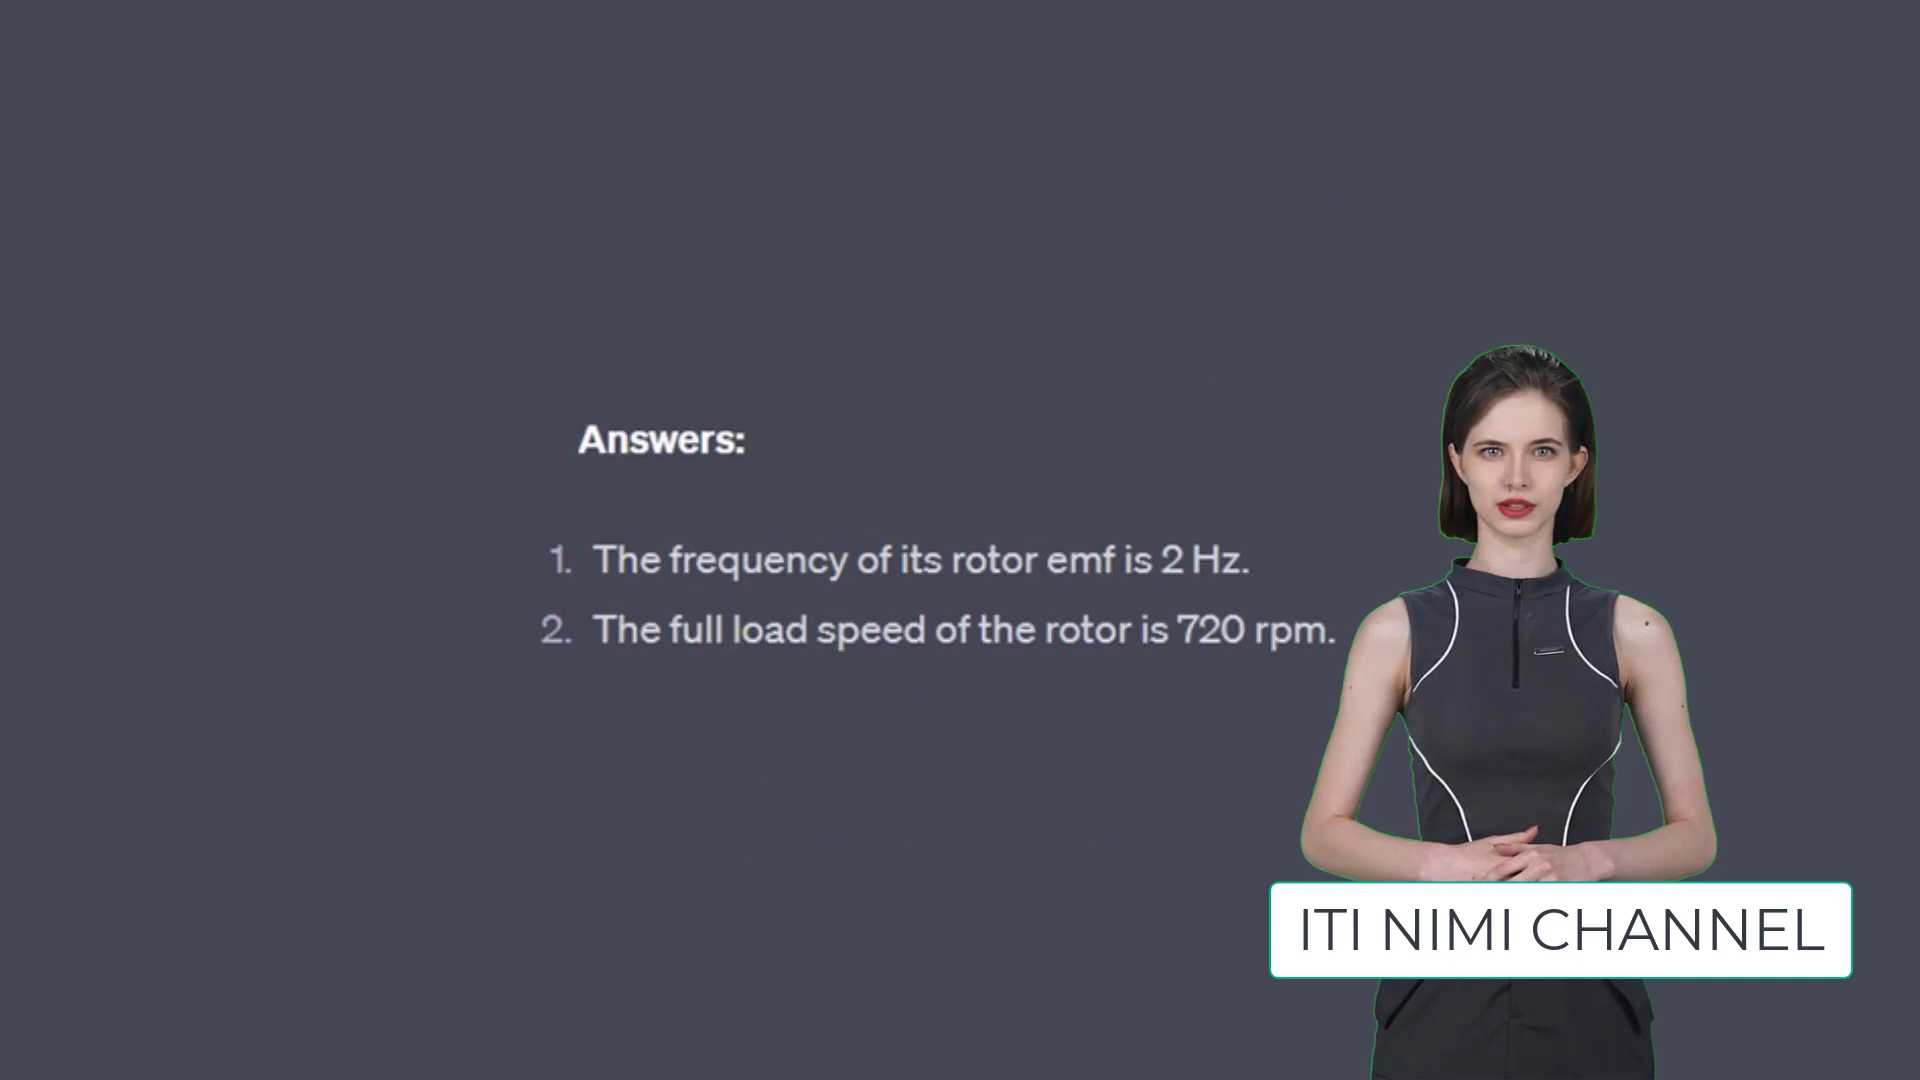 Answers:
1. The frequency of its rotor emf is 2 Hz.
2. The full load speed of the rotor is 720 rpm.
ITI NIMI CHANNEL